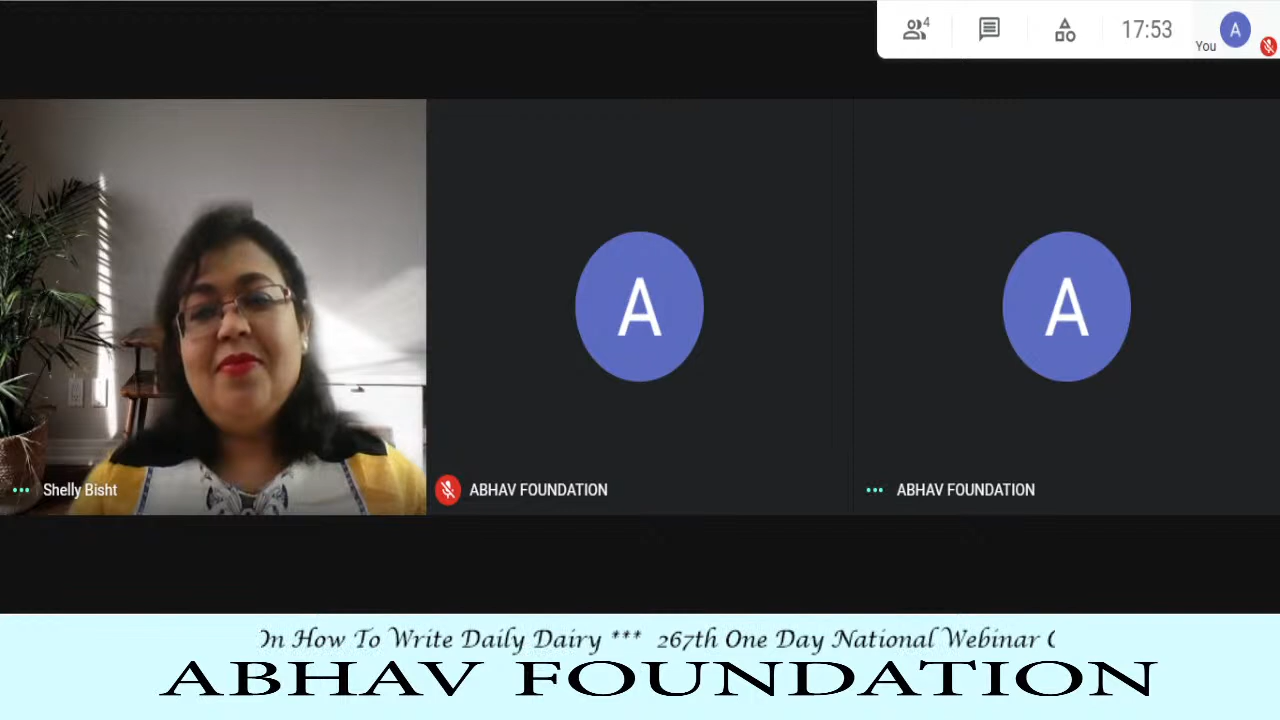 4
17:53
You
A
A
A
Shelly Bisht
ABHAV FOUNDATION
ABHAV FOUNDATION
In How To Write Daily Dairy *** 267th One Day National Webinar
ABHAV FOUNDATION